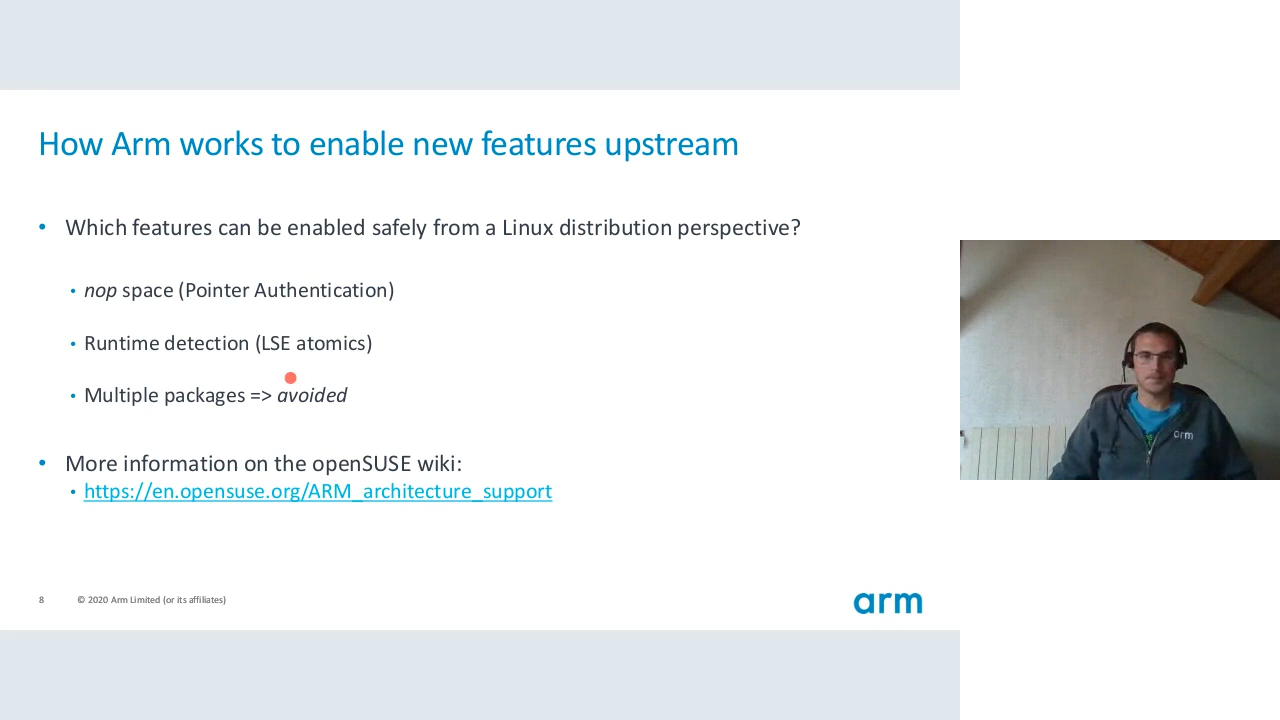 How Arm works to enable new features upstream
• Which features can be enabled safely from a Linux distribution perspective?
• nop space (Pointer Authentication)
• Runtime detection (LSE atomics)
• Multiple packages => avoided
• More information on the openSUSE wiki:
• https://en.opensuse.org/ARM_architecture_support
8 © 2020 Arm Limited (or its affiliates)
arm
arm